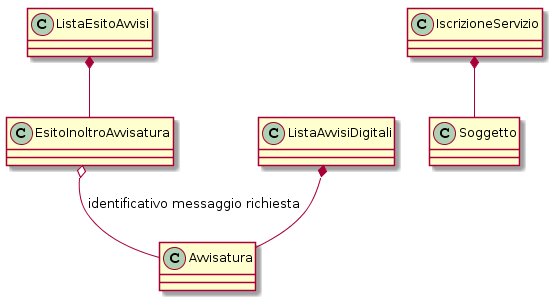 C ListaEsitoAvvisi
C IscrizioneServizio
C EsitoInoltroAvvisatura
C ListaAvvisiDigitali
C Soggetto
identificativo messaggio richiesta
C Avvisatura